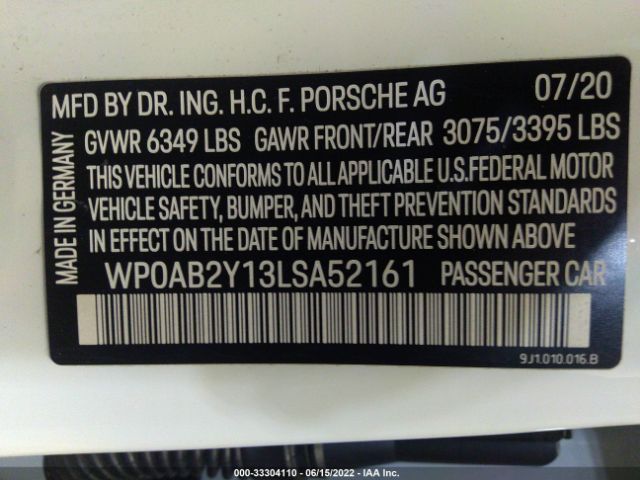 MFD BY DR. ING. H.C. F. PORSCHE AG 07/20
GVWR 6349 LBS GAWR FRONT/REAR 3075/3395 LBS
THIS VEHICLE CONFORMS TO ALL APPLICABLE U.S.FEDERAL MOTOR
VEHICLE SAFETY, BUMPER, AND THEFT PREVENTION STANDARDS
IN EFFECT ON THE DATE OF MANUFACTURE SHOWN ABOVE
WP0AB2Y13LSA52161 PASSENGER CAR
MADE IN GERMANY
9J1.010.016.B
000-33304110 - 06/15/2022 - IAA Inc.